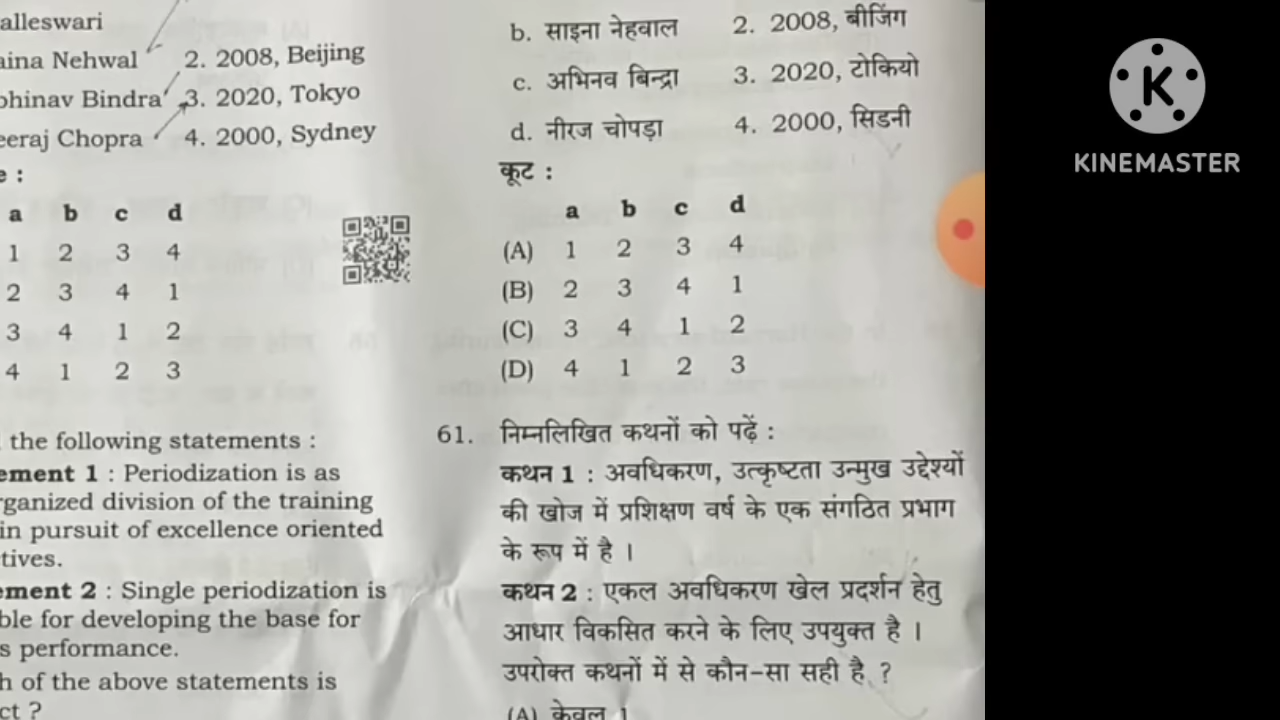 alleswari
aina Nehwal 2. 2008, Beijing
bhinav Bindra 3. 2020, Tokyo
eeraj Chopra 4. 2000, Sydney
e :
a b c d
1 2 3 4
2 3 4 1
3 4 1 2
4 1 2 3
the following statements :
ement 1 : Periodization is as
rganized division of the training
in pursuit of excellence oriented
tives.
ement 2 : Single periodization is
ble for developing the base for
s performance.
h of the above statements is
ct ?
b. साइना नेहवाल 2. 2008, बीजिंग
c. अभिनव बिन्द्रा 3. 2020, टोकियो
d. नीरज चोपड़ा 4. 2000, सिडनी
कूट :
a b c d
(A) 1 2 3 4
(B) 2 3 4 1
(C) 3 4 1 2
(D) 4 1 2 3
61. निम्नलिखित कथनों को पढ़ें :
कथन 1 : अवधिकरण, उत्कृष्टता उन्मुख उद्देश्यों
की खोज में प्रशिक्षण वर्ष के एक संगठित प्रभाग
के रूप में है ।
कथन 2 : एकल अवधिकरण खेल प्रदर्शन हेतु
आधार विकसित करने के लिए उपयुक्त है ।
उपरोक्त कथनों में से कौन-सा सही है ?
(A) केवल 1
K
KINEMASTER